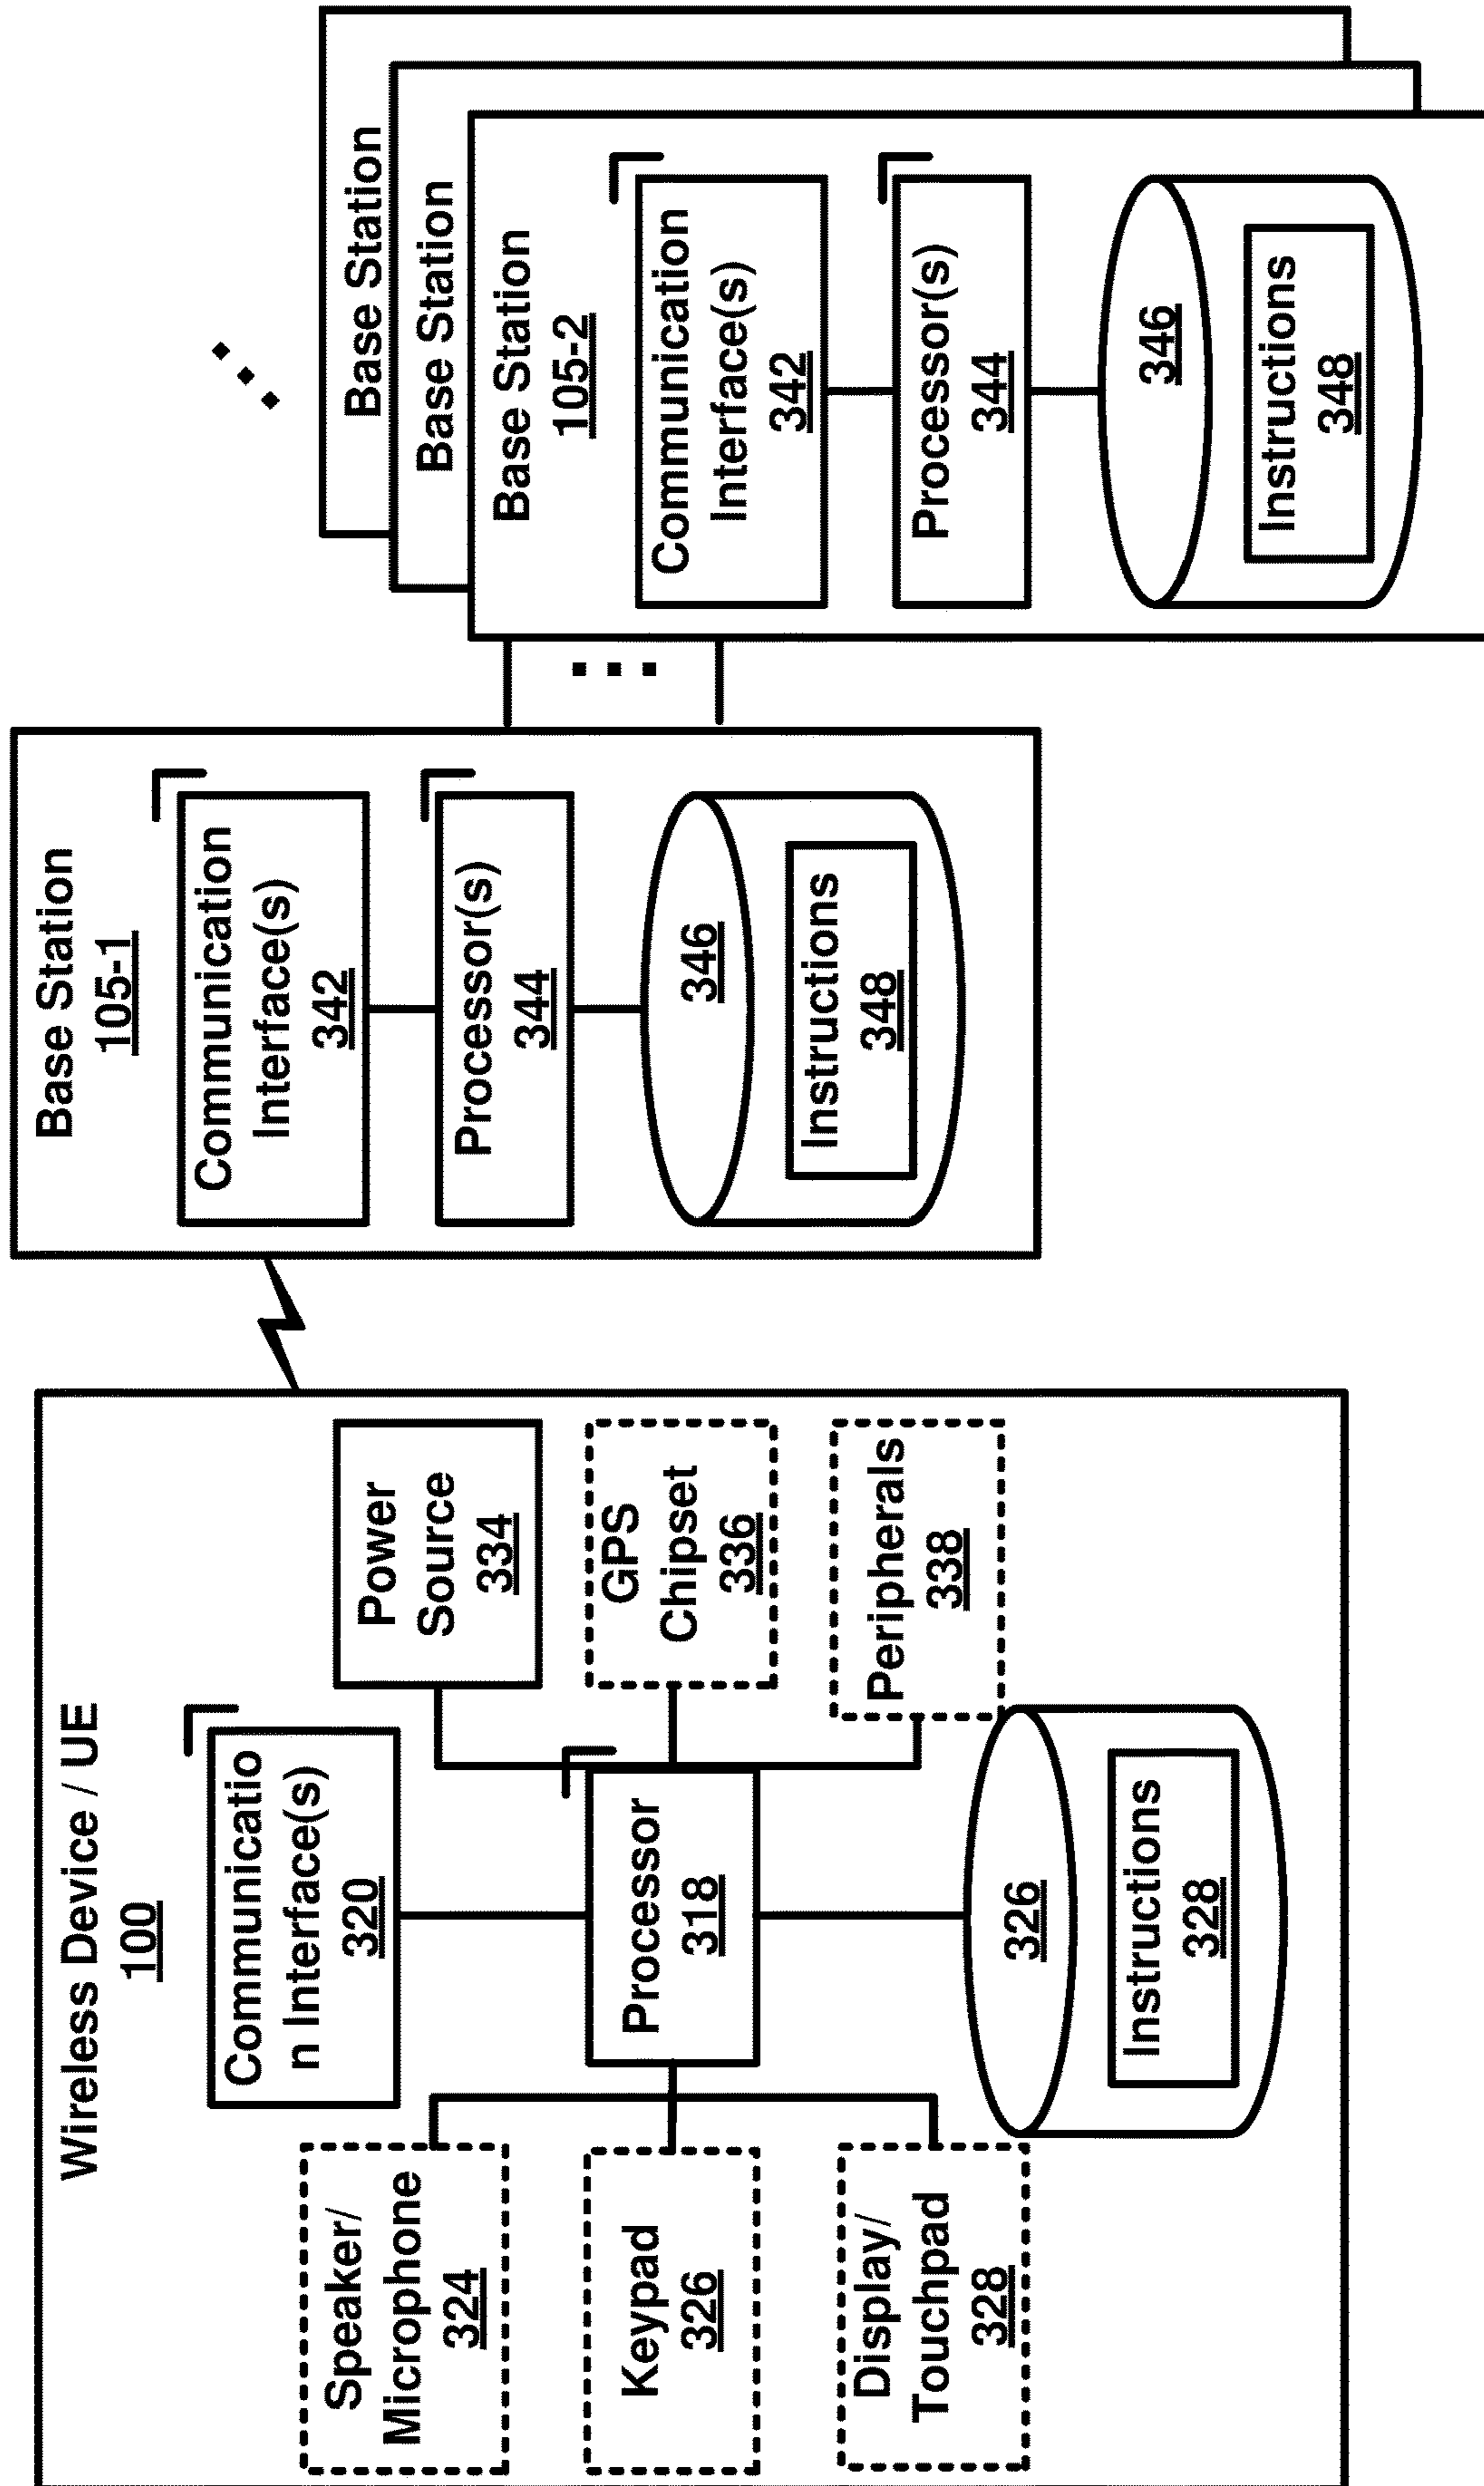 Wireless Device / UE
100
Communicatio
n Interface(s)
320
Speaker/
Microphone
324
Power
Source
334
Processor
318
Keypad
326
GPS
Chipset
336
Display/
Touchpad
328
Peripherals
338
326
Instructions
328
Base Station
105-1
Communication
Interface(s)
342
Processor(s)
344
346
Instructions
348
Base Station
Base Station
Base Station
105-2
Communication
Interface(s)
342
Processor(s)
344
346
Instructions
348